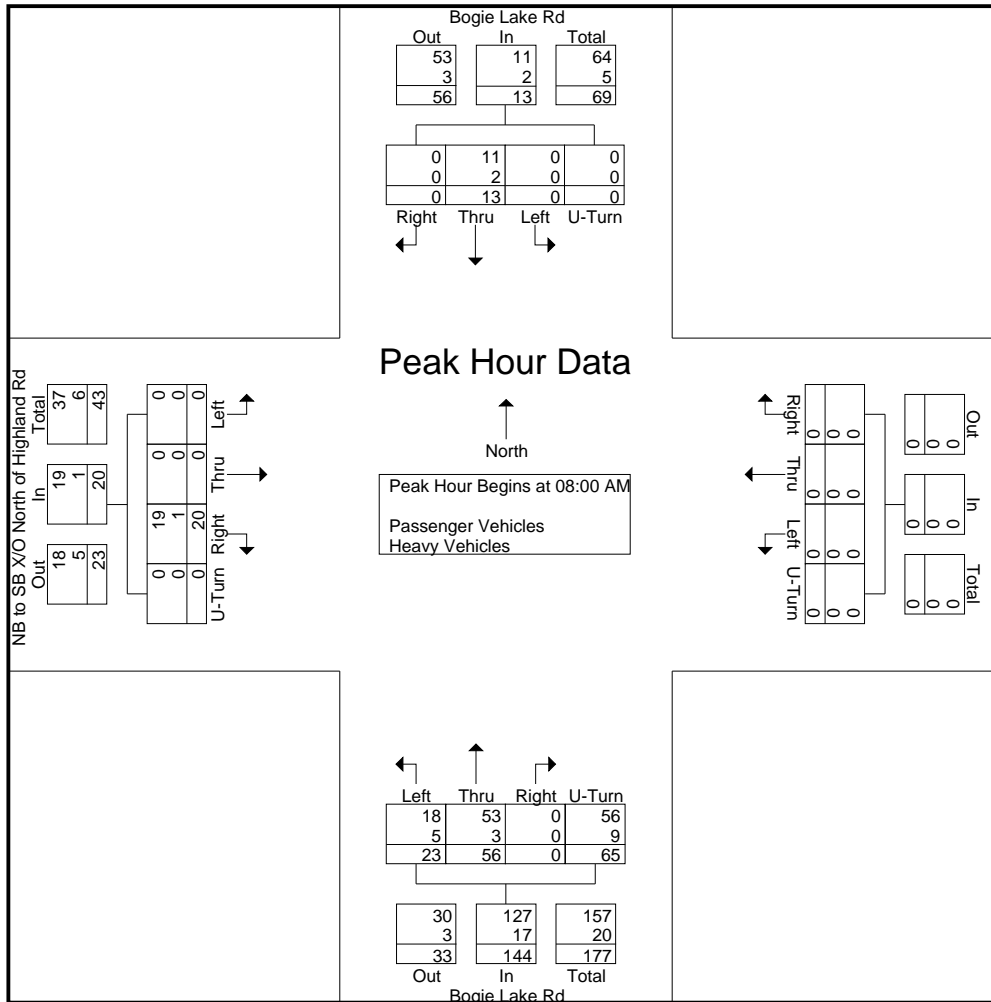 Bogie Lake Rd
Out In Total
53 11 64
3 2 5
56 13 69
0 11 0 0
0 2 0 0
0 13 0 0
Right Thru Left U-Turn
NB to SB X/O North of Highland Rd
Total In Out
37 19 18
6 1 5
43 20 23
0 0 19 0
0 0 1 0
0 0 20 0
Left Thru Right U-Turn
Peak Hour Data
North
Peak Hour Begins at 08:00 AM
Passenger Vehicles
Heavy Vehicles
Right Thru Left U-Turn
0 0 0 0
0 0 0 0
0 0 0 0
Out In Total
0 0 0
0 0 0
0 0 0
Left Thru Right U-Turn
18 53 0 56
5 3 0 9
23 56 0 65
30 127 157
3 17 20
33 144 177
Out In Total
Bogie Lake Rd